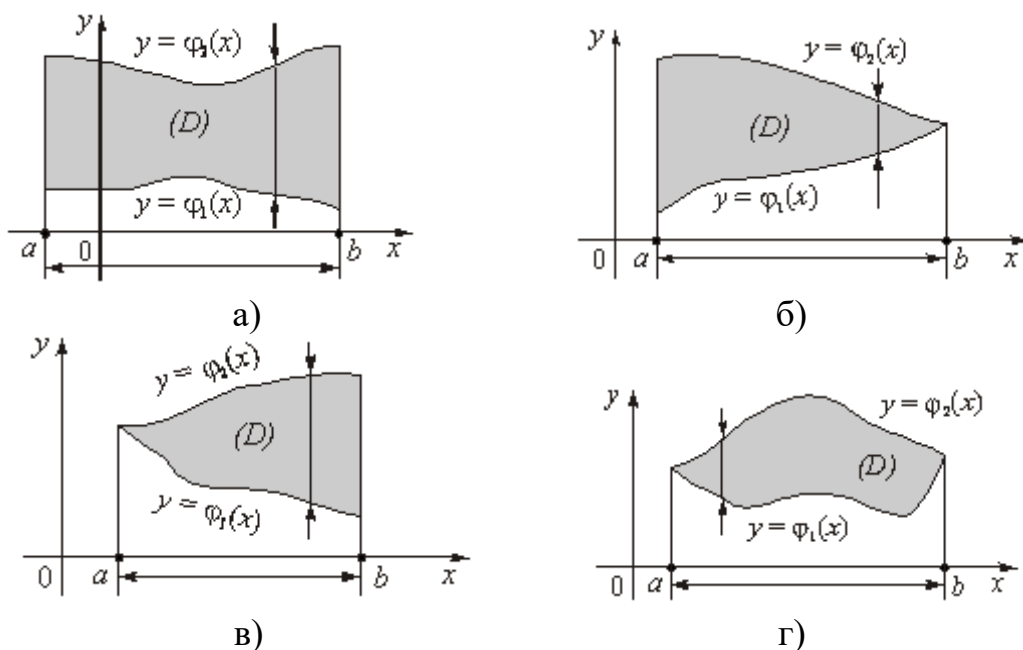 y
y = φ₂(x)
(D)
y = φ₁(x)
a 0 b x
а)
y
y = φ₂(x)
(D)
y = φ₁(x)
0 a b x
б)
y
y = φ₂(x)
(D)
y = φ₁(x)
0 a b x
в)
y
y = φ₂(x)
(D)
y = φ₁(x)
0 a b x
г)